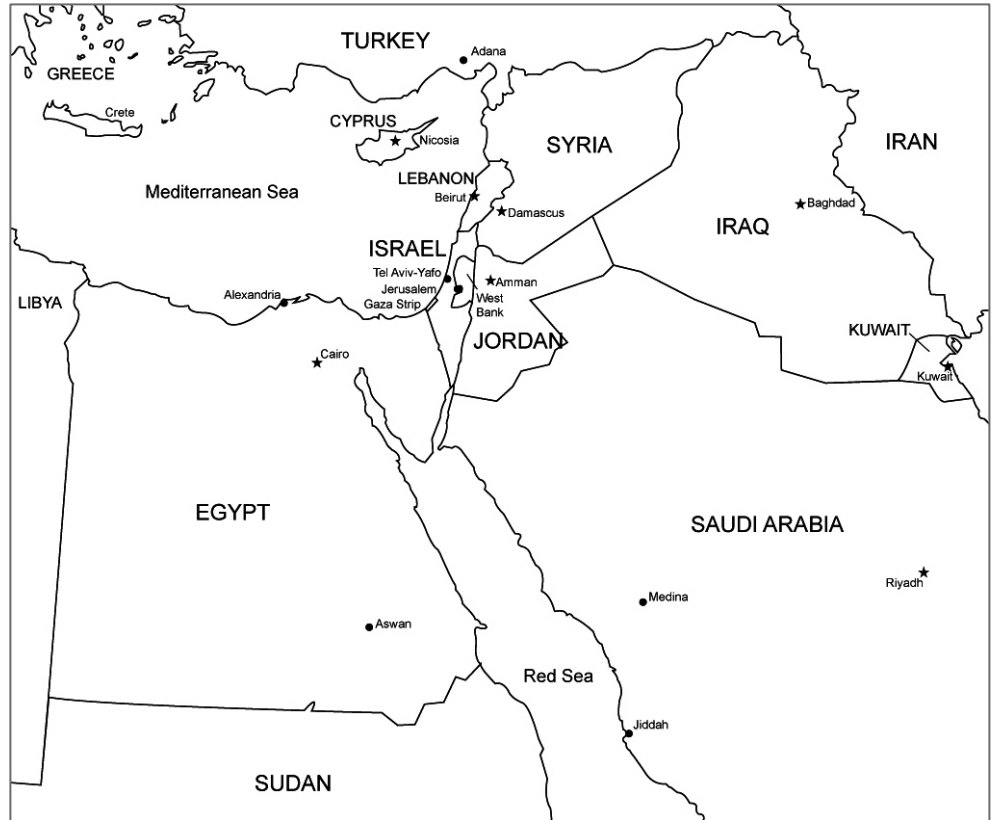 TURKEY
Adana
GREECE
Crete
CYPRUS
Nicosia
SYRIA
IRAN
LEBANON
Mediterranean Sea
Beirut
Damascus
Baghdad
IRAQ
ISRAEL
Tel Aviv-Yafo
Amman
Jerusalem
Alexandria
LIBYA
Gaza Strip
West
Bank
KUWAIT
JORDAN
Cairo
Kuwait
EGYPT
SAUDI ARABIA
Riyadh
Medina
Aswan
Red Sea
Jiddah
SUDAN